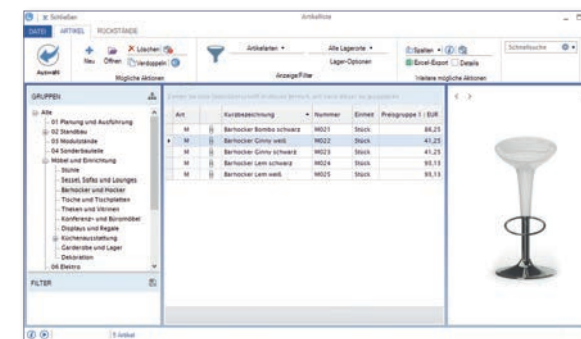 x Schließen
Artikelliste
DATEI ARTIKEL RÜCKSTÄNDE
Auswahl
Neu
Öffnen
Löschen
Verdoppeln
Mögliche Aktionen
Artikelarten
Alle Lagerorte
Lager-Optionen
Anzeige/Filter
Spalten
Excel-Export Details
Weitere mögliche Aktionen
Schnellsuche
GRUPPEN
Alle
01 Planung und Ausführung
02 Standbau
03 Modulstände
04 Sonderbauteile
Möbel und Einrichtung
Stühle
Sessel, Sofas und Lounges
Barhocker und Hocker
Tische und Tischplatten
Theken und Vitrinen
Konferenz- und Büromöbel
Displays und Regale
Küchenausstattung
Garderobe und Lager
Dekoration
06 Elektro
FILTER
Art Kurzbezeichnung Nummer Einheit Preisgruppe 1 | EUR
M Barhocker Bombo schwarz M021 Stück 86,25
M Barhocker Ginny weiß M022 Stück 41,25
M Barhocker Ginny schwarz M023 Stück 41,25
M Barhocker Lem schwarz M024 Stück 93,15
M Barhocker Lem weiß M025 Stück 93,15
5 Artikel